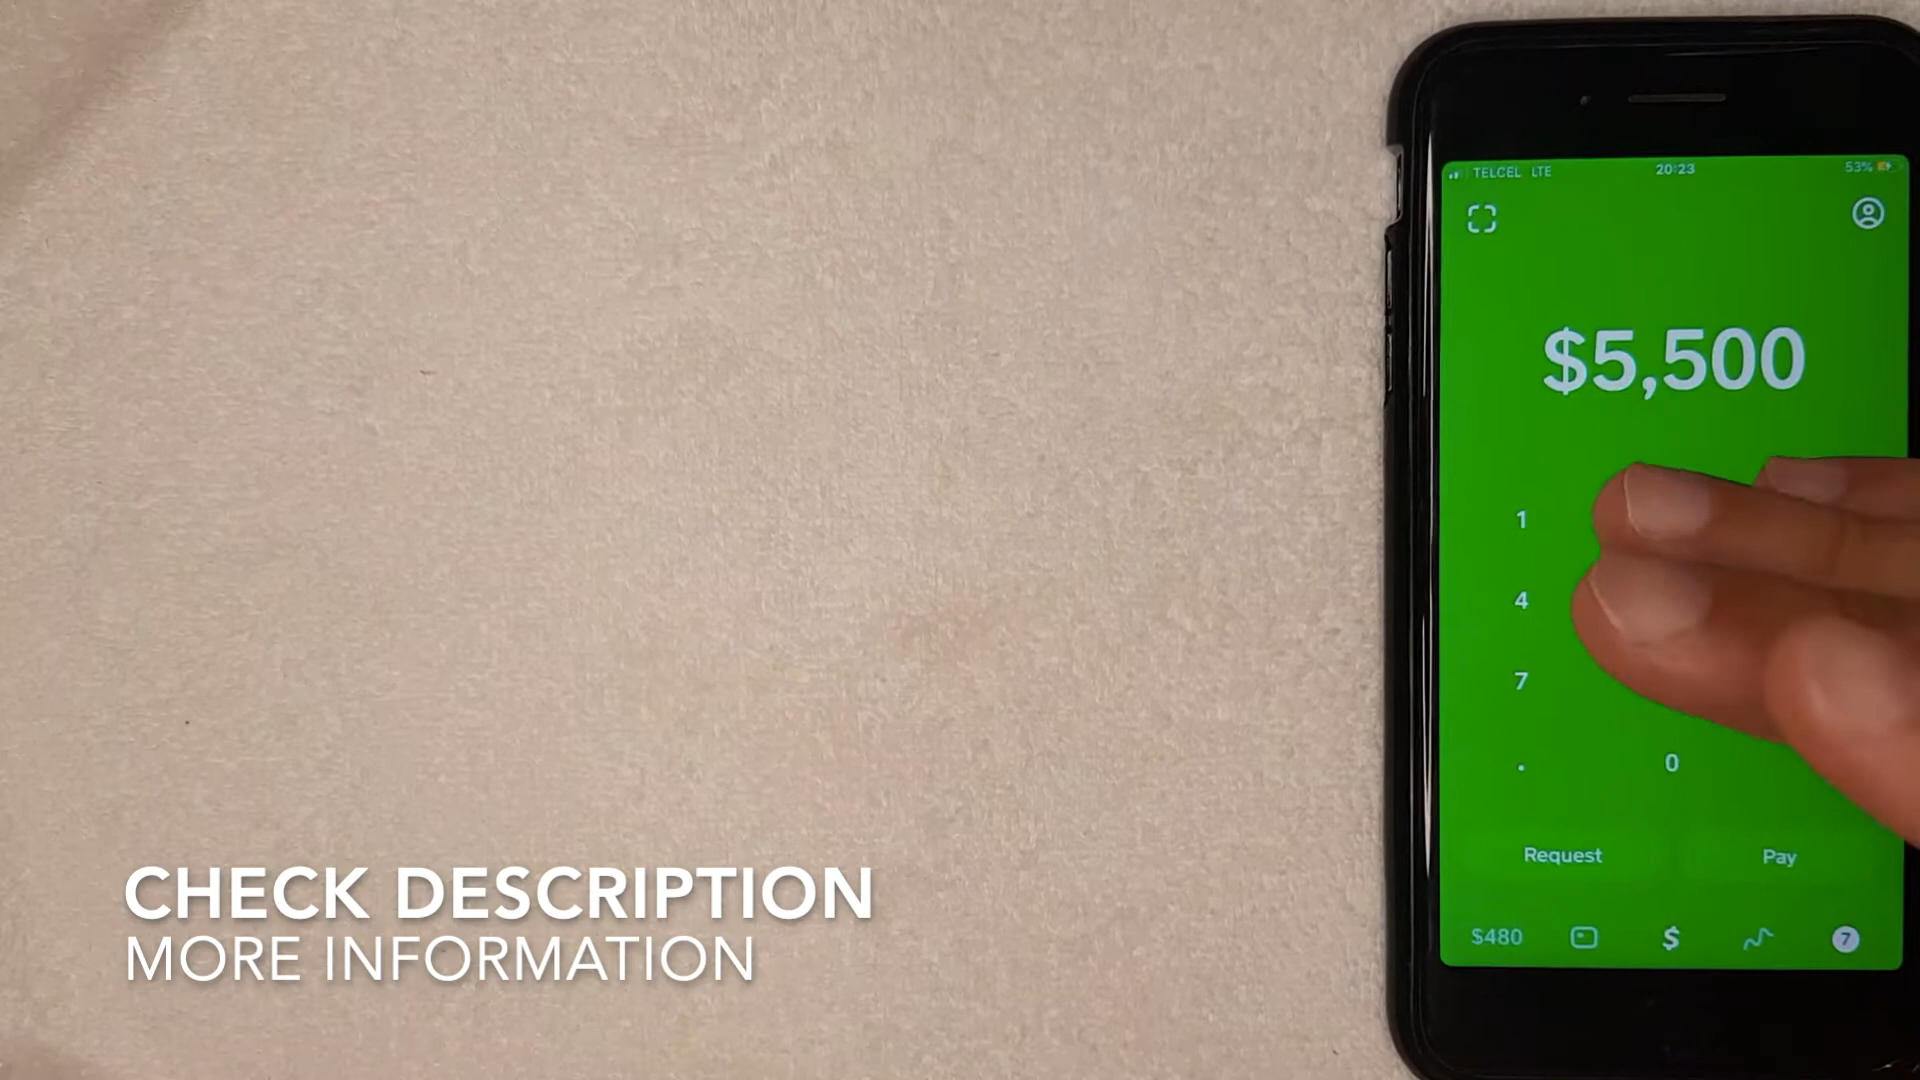 TELCEL LTE 20:23 53%
$5,500
1
4
7
. 0
Request Pay
$480 $ 7
CHECK DESCRIPTION
MORE INFORMATION